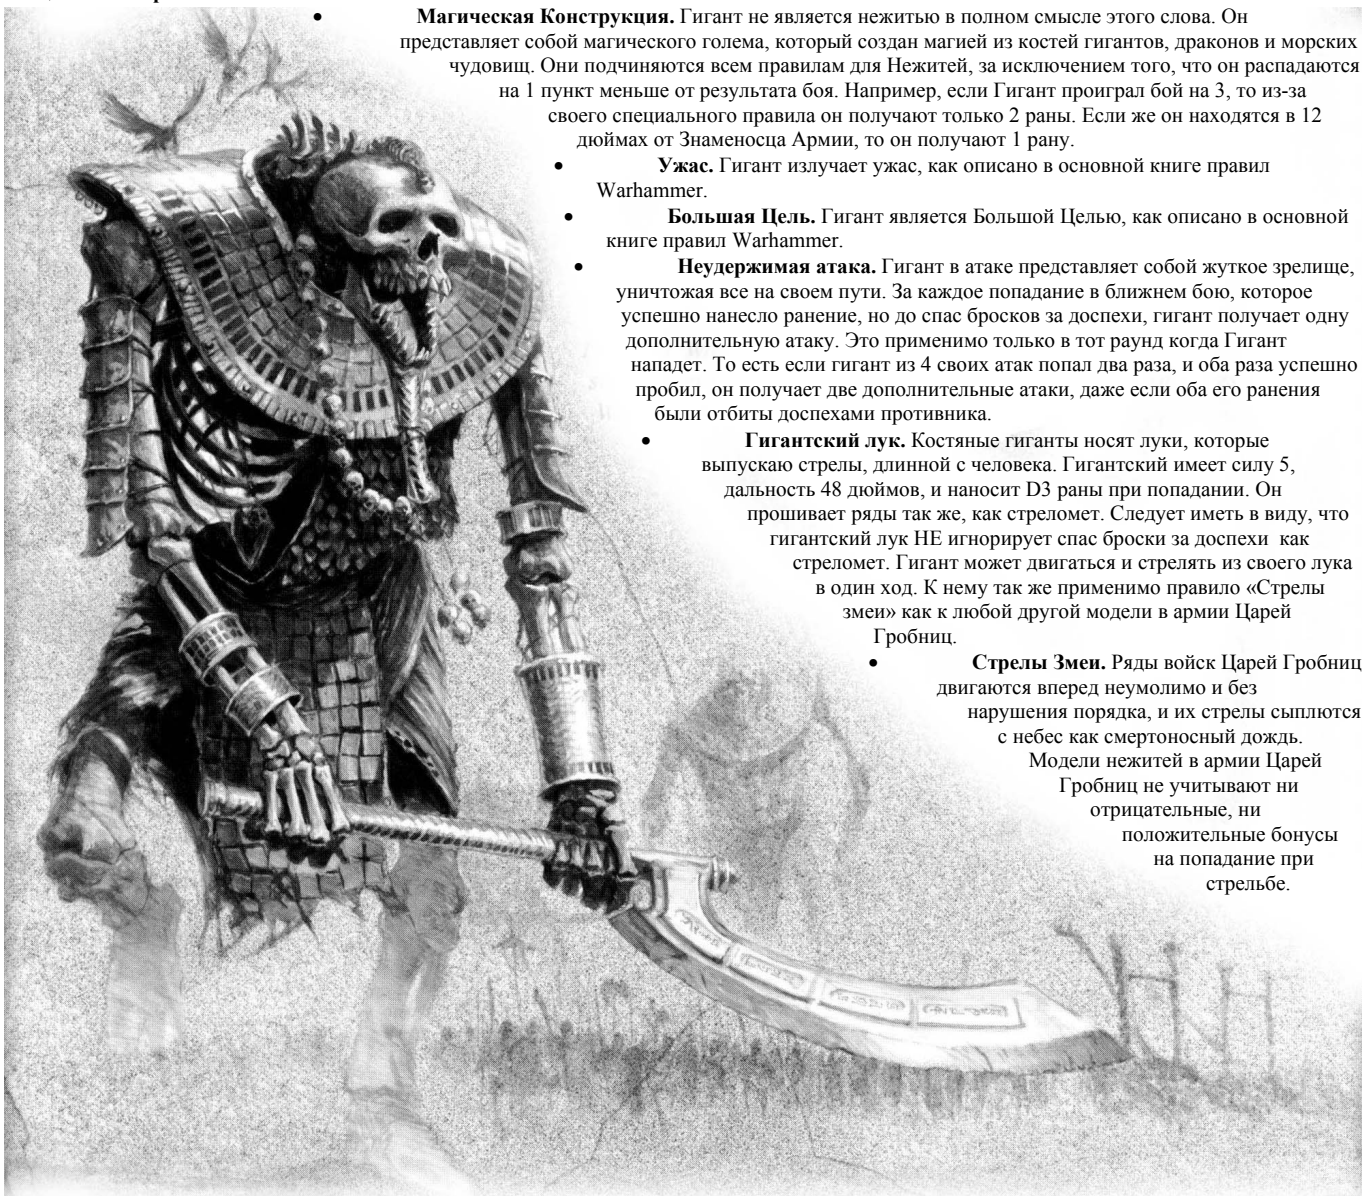 • Магическая Конструкция. Гигант не является нежитью в полном смысле этого слова. Он
представляет собой магического голема, который создан магией из костей гигантов, драконов и морских
чудовищ. Они подчиняются всем правилам для Нежитей, за исключением того, что он распадаются
на 1 пункт меньше от результата боя. Например, если Гигант проиграл бой на 3, то из-за
своего специального правила он получают только 2 раны. Если же он находятся в 12
дюймах от Знаменосца Армии, то он получают 1 рану.
• Ужас. Гигант излучает ужас, как описано в основной книге правил
Warhammer.
• Большая Цель. Гигант является Большой Целью, как описано в основной
книге правил Warhammer.
• Неудержимая атака. Гигант в атаке представляет собой жуткое зрелище,
уничтожая все на своем пути. За каждое попадание в ближнем бою, которое
успешно нанесло ранение, но до спас бросков за доспехи, гигант получает одну
дополнительную атаку. Это применимо только в тот раунд когда Гигант
нападет. То есть если гигант из 4 своих атак попал два раза, и оба раза успешно
пробил, он получает две дополнительные атаки, даже если оба его ранения
были отбиты доспехами противника.
• Гигантский лук. Костяные гиганты носят луки, которые
выпускаю стрелы, длинной с человека. Гигантский имеет силу 5,
дальность 48 дюймов, и наносит D3 раны при попадании. Он
прошивает ряды так же, как стреломет. Следует иметь в виду, что
гигантский лук НЕ игнорирует спас броски за доспехи как
стреломет. Гигант может двигаться и стрелять из своего лука
в один ход. К нему так же применимо правило «Стрелы
змеи» как к любой другой модели в армии Царей
Гробниц.
• Стрелы Змеи. Ряды войск Царей Гробниц
двигаются вперед неумолимо и без
нарушения порядка, и их стрелы сыплются
с небес как смертоносный дождь.
Модели нежитей в армии Царей
Гробниц не учитывают ни
отрицательные, ни
положительные бонусы
на попадание при
стрельбе.